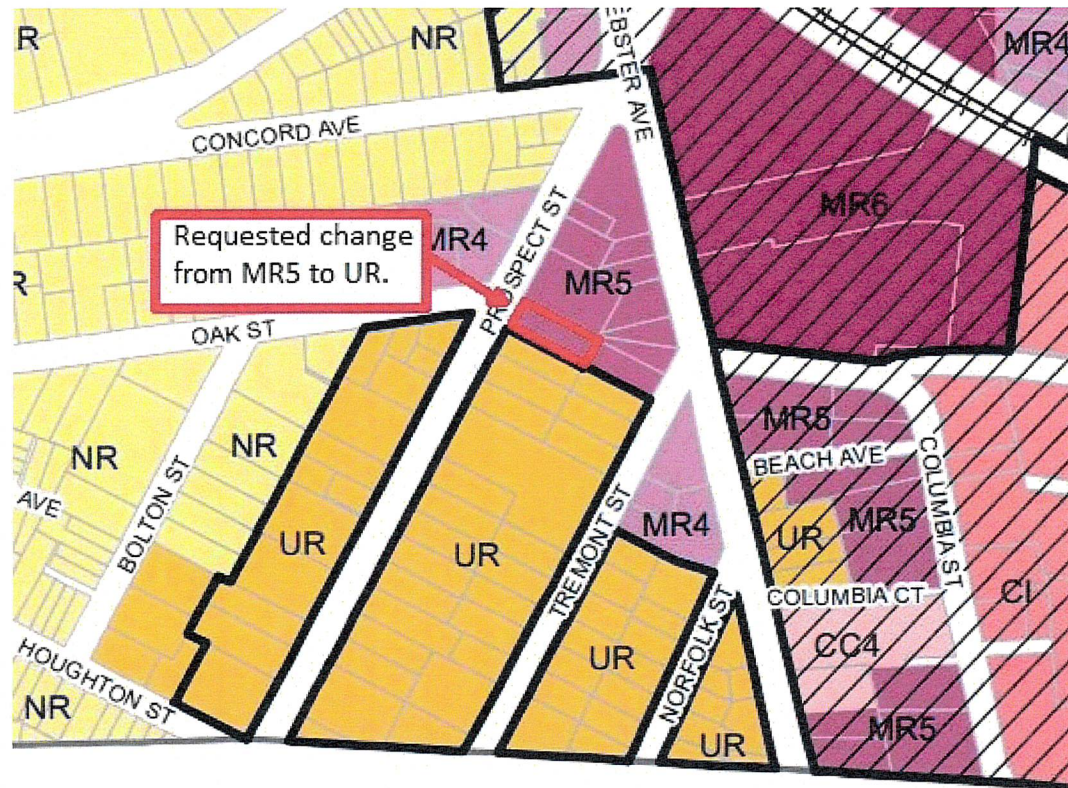 R
NR
EBSTER AVE
MR4
CONCORD AVE
MR6
Requested change
from MR5 to UR.
MR4
PROSPECT ST
MR5
R
OAK ST
MR5
NR
NR
BEACH AVE
AVE
BOLTON ST
UR
UR
MR4
TREMONT ST
UR
MR5
COLUMBIA ST
COLUMBIA CT
CI
UR
CC4
HOUGHTON ST
NORFOLK ST
NR
UR
MR5